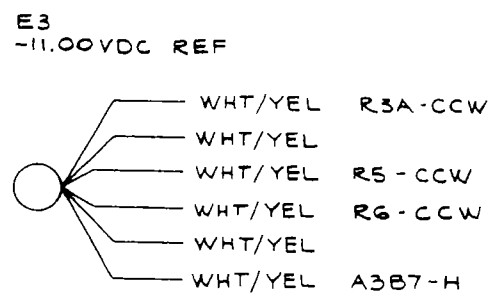 E3
-11.00VDC REF
WHT/YEL R3A-CCW
WHT/YEL
WHT/YEL R5-CCW
WHT/YEL R6-CCW
WHT/YEL
WHT/YEL A3B7-H